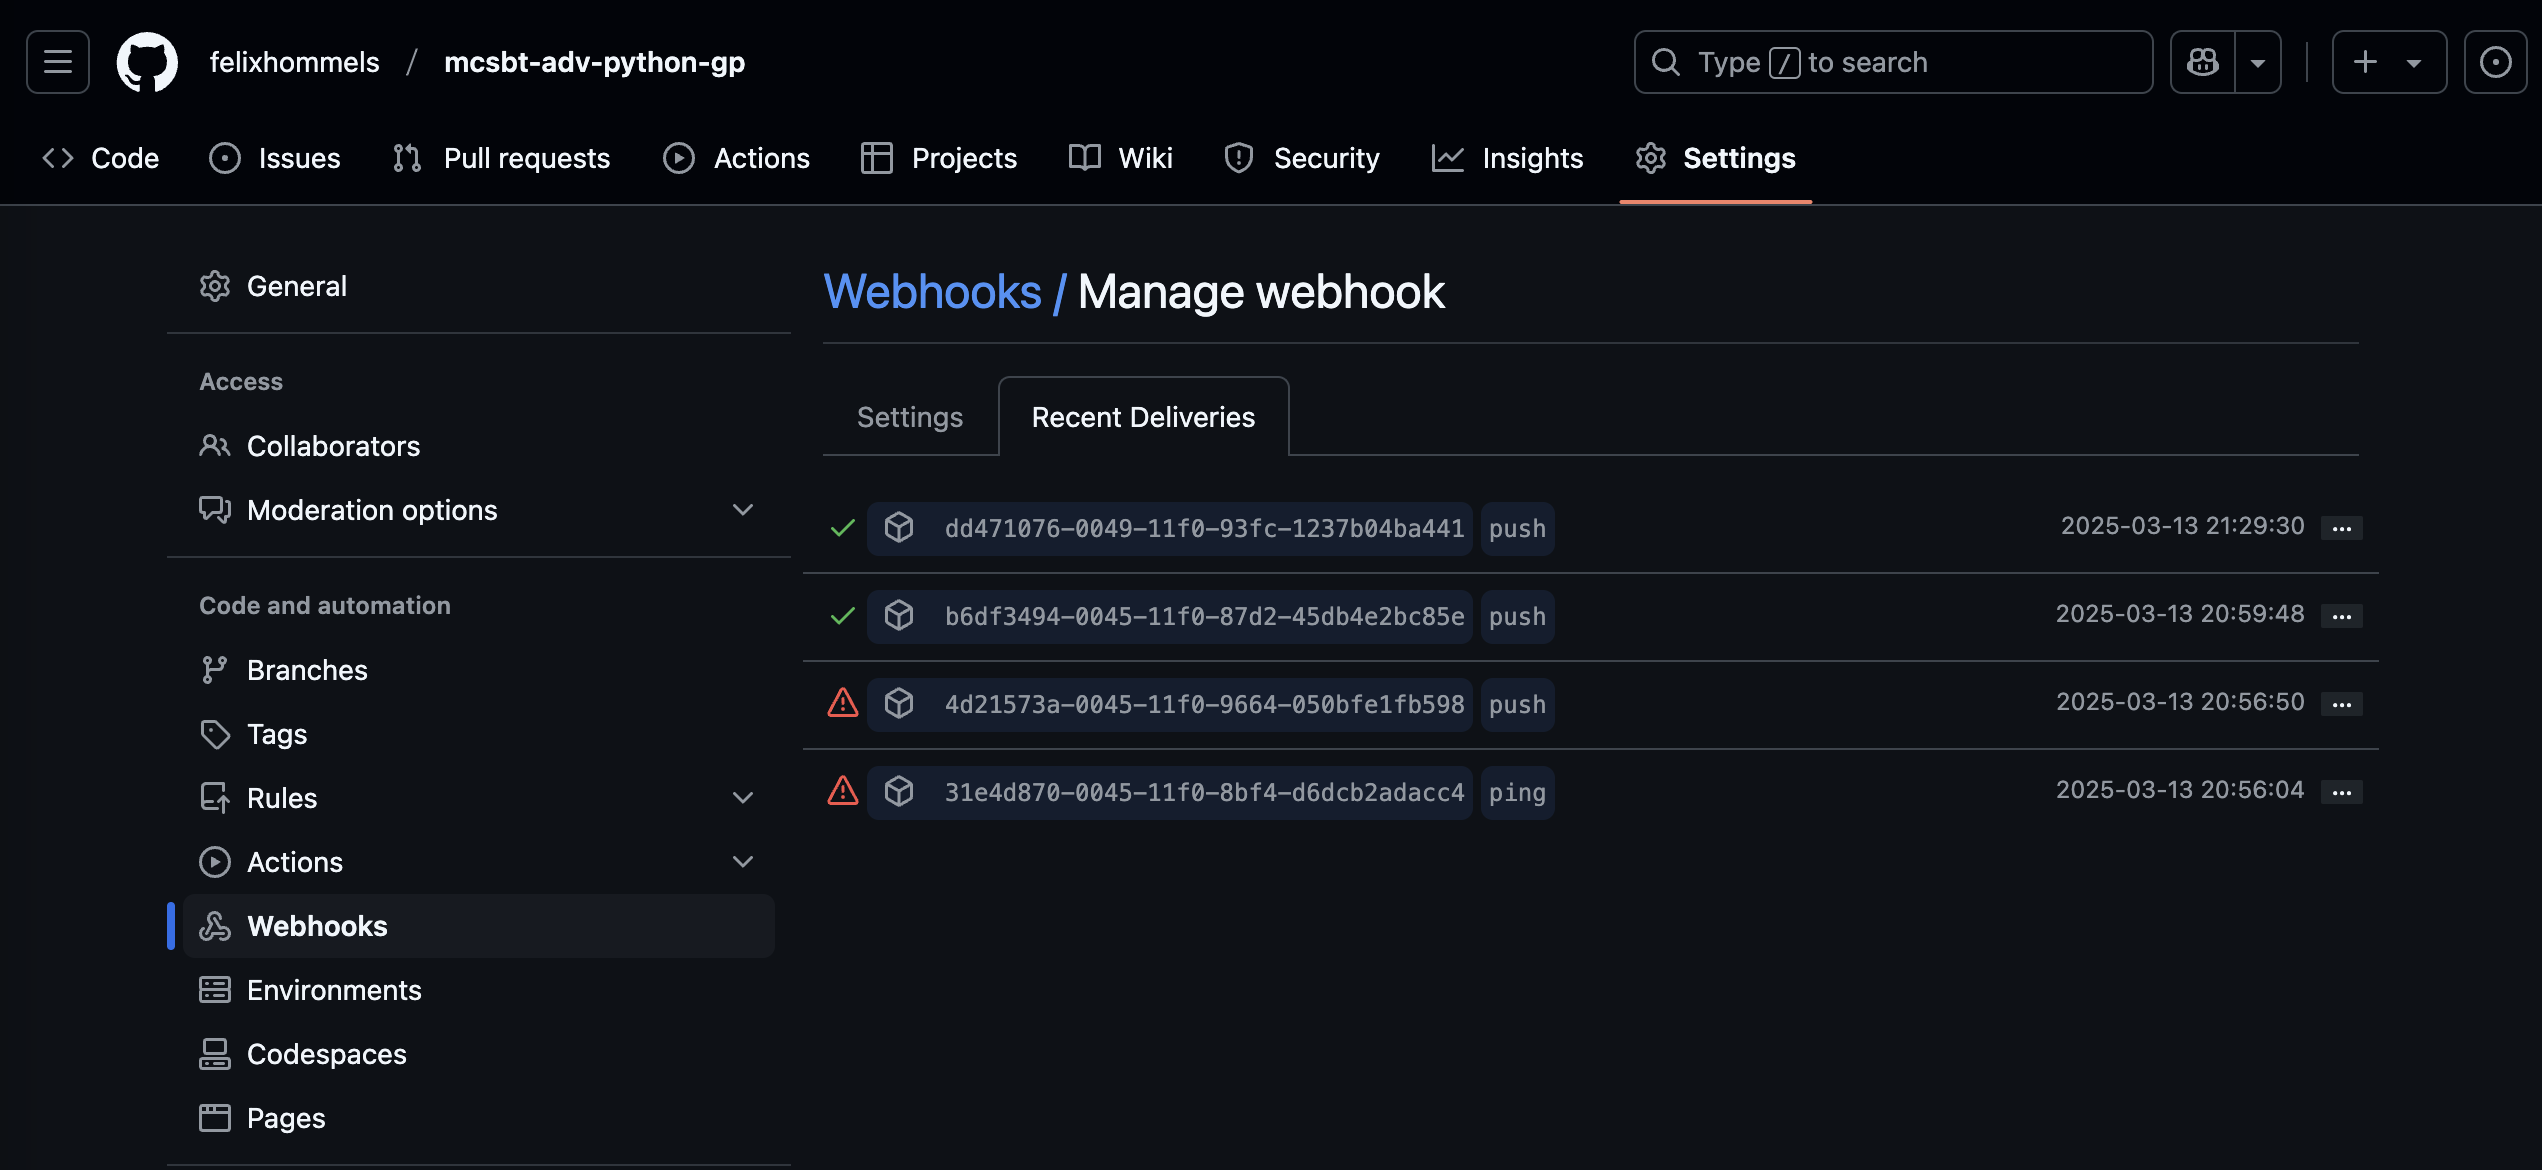 felixhommels / mcsbt-adv-python-gp
Type / to search
Code Issues Pull requests Actions Projects Wiki Security Insights Settings
General
Access
Collaborators
Moderation options
Code and automation
Branches
Tags
Rules
Actions
Webhooks
Environments
Codespaces
Pages
Webhooks / Manage webhook
Settings Recent Deliveries
dd471076-0049-11f0-93fc-1237b04ba441 push 2025-03-13 21:29:30 ...
b6df3494-0045-11f0-87d2-45db4e2bc85e push 2025-03-13 20:59:48 ...
4d21573a-0045-11f0-9664-050bfe1fb598 push 2025-03-13 20:56:50 ...
31e4d870-0045-11f0-8bf4-d6dcb2adacc4 ping 2025-03-13 20:56:04 ...